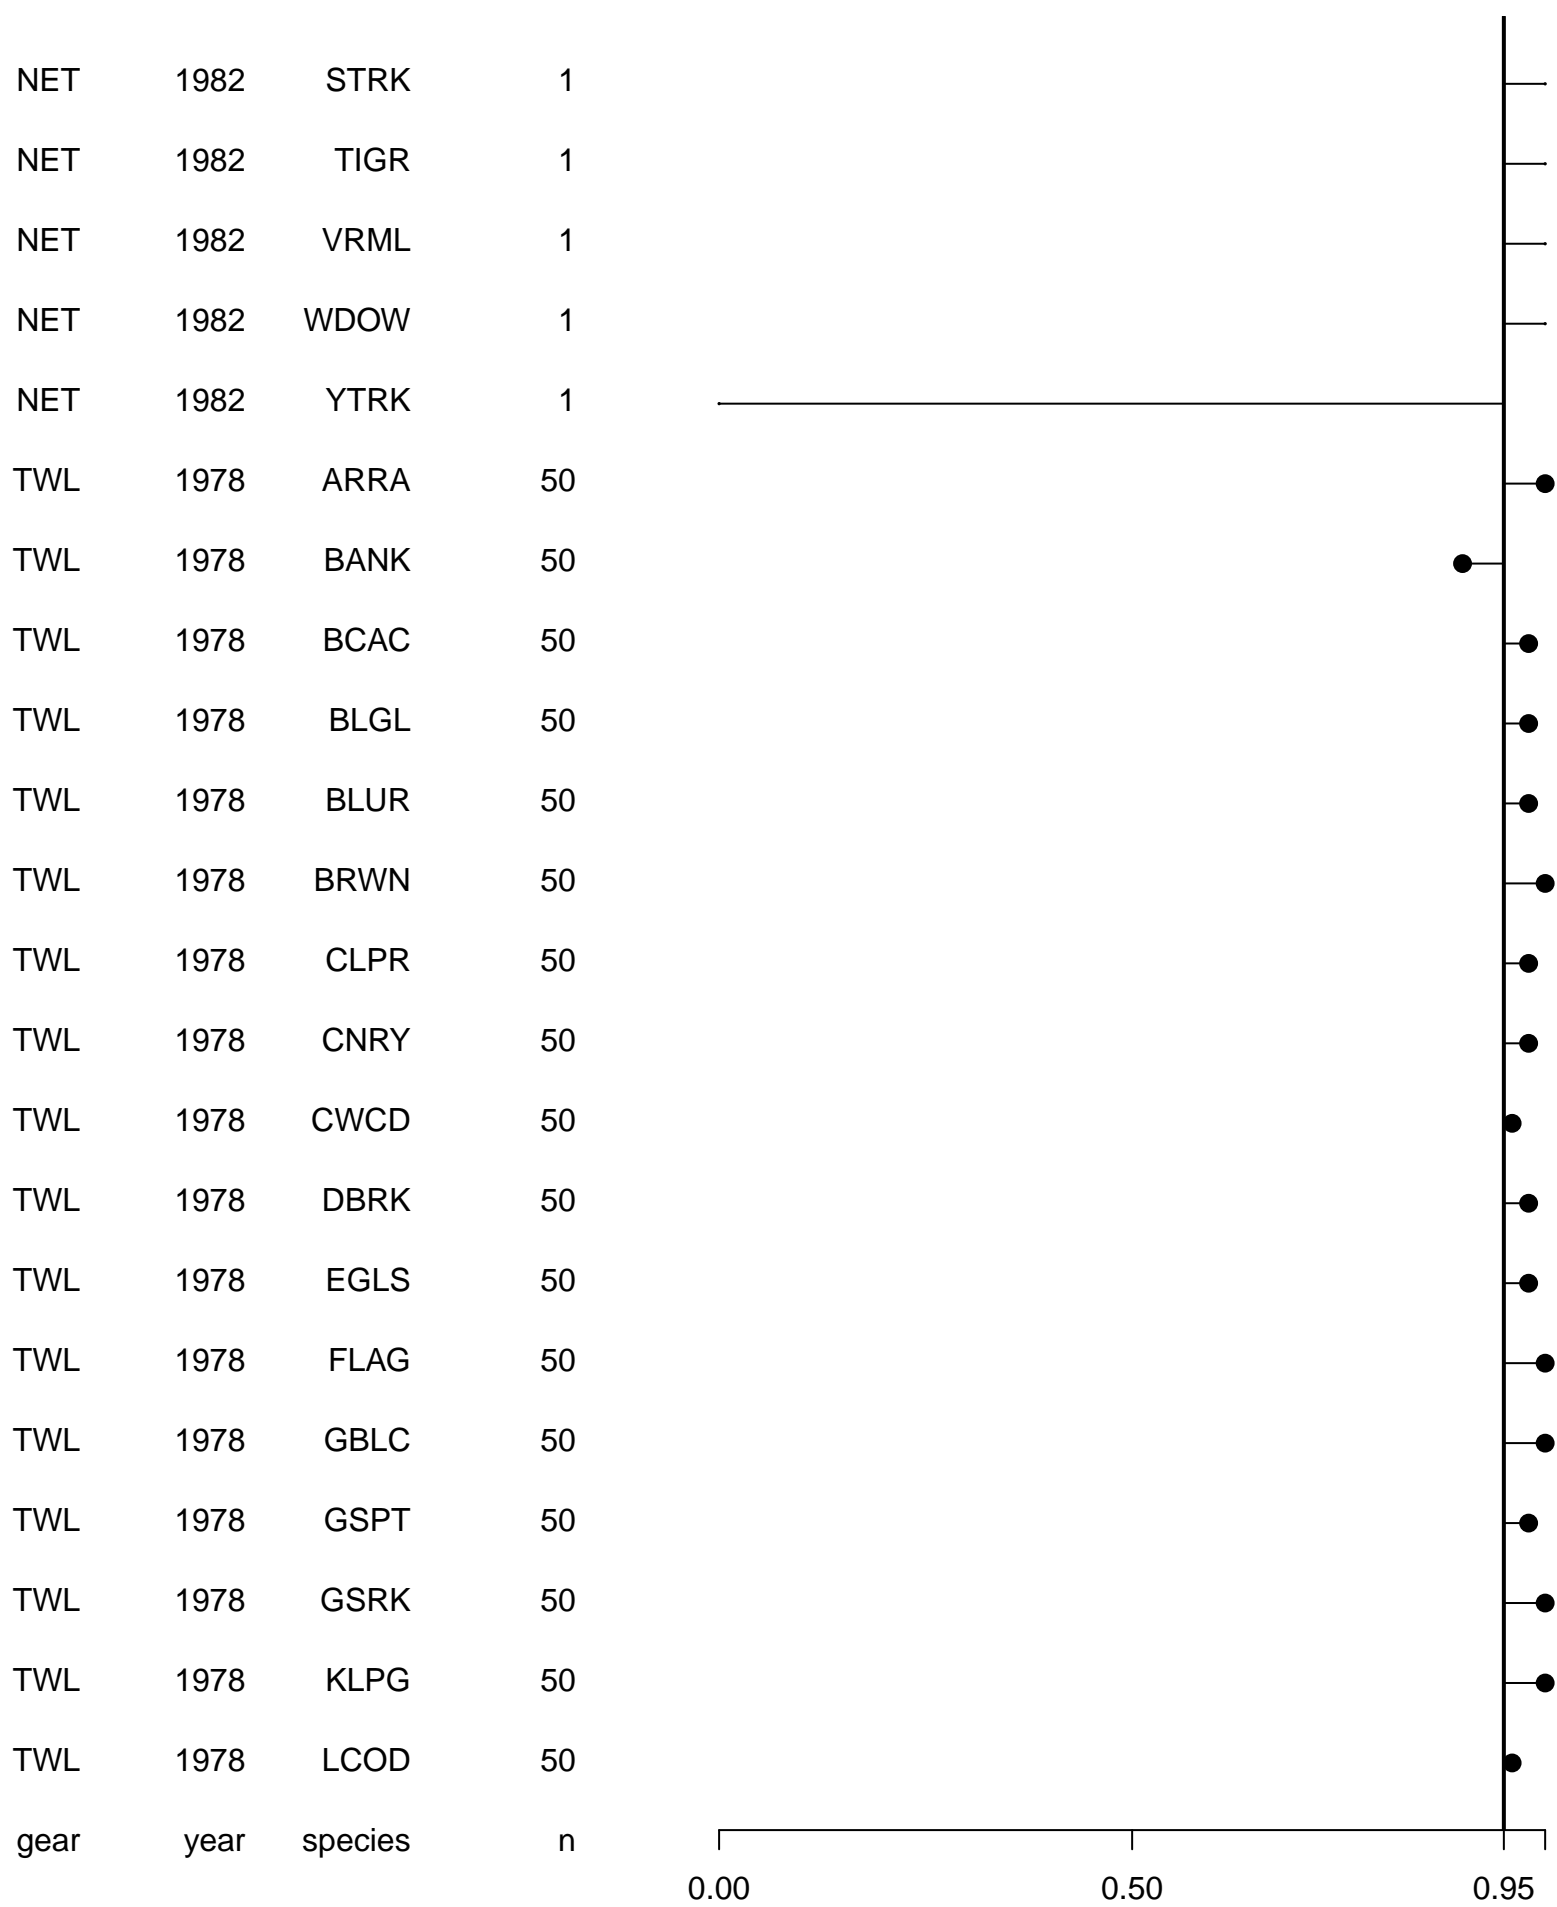 NET 1982 STRK 1
NET 1982 TIGR 1
NET 1982 VRML 1
NET 1982 WDOW 1
NET 1982 YTRK 1
TWL 1978 ARRA 50
TWL 1978 BANK 50
TWL 1978 BCAC 50
TWL 1978 BLGL 50
TWL 1978 BLUR 50
TWL 1978 BRWN 50
TWL 1978 CLPR 50
TWL 1978 CNRY 50
TWL 1978 CWCD 50
TWL 1978 DBRK 50
TWL 1978 EGLS 50
TWL 1978 FLAG 50
TWL 1978 GBLC 50
TWL 1978 GSPT 50
TWL 1978 GSRK 50
TWL 1978 KLPG 50
TWL 1978 LCOD 50
gear year species n
0.00 0.50 0.95